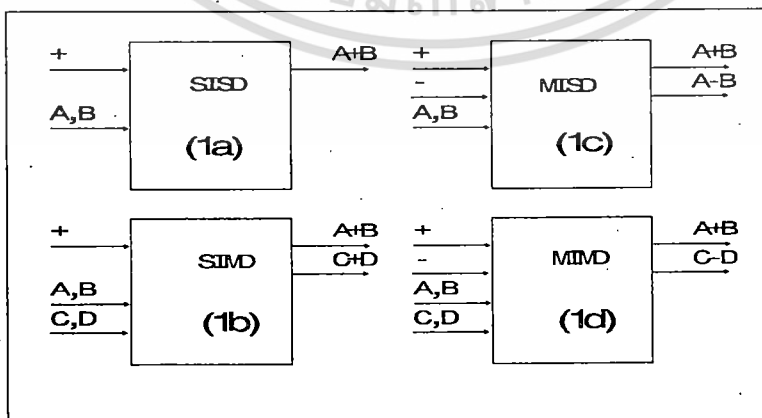 +
A,B
SISD
(1a)
A+B
+
-
A,B
MISD
(1c)
A+B
A-B
+
A,B
C,D
SIMD
(1b)
A+B
C+D
+
-
A,B
C,D
MIMD
(1d)
A+B
C-D